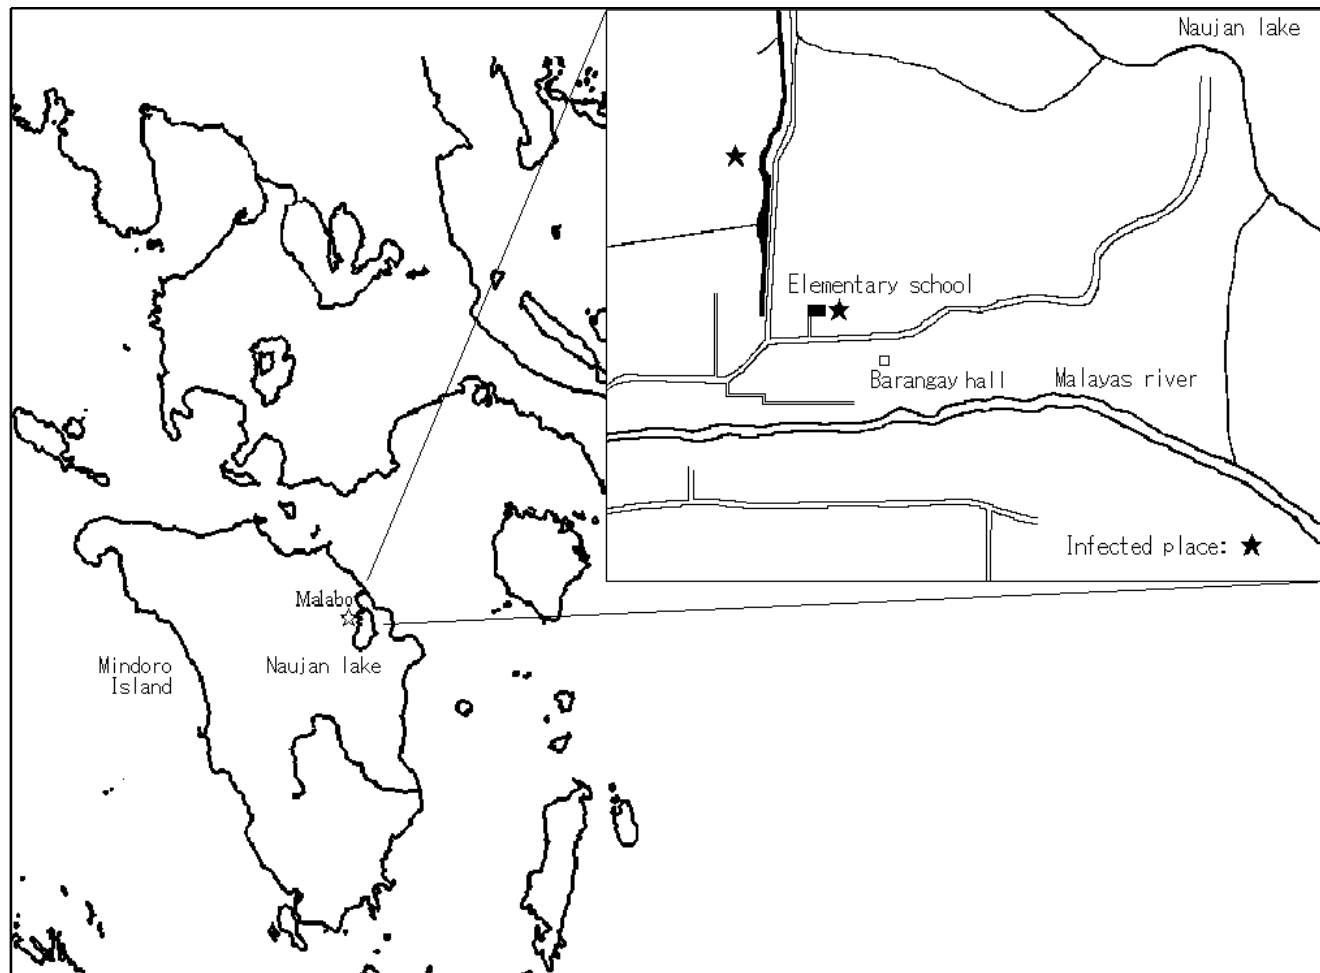 Naujan lake
Elementary school
Barangay hall
Malayas river
Infected place: ★
Malabo
Mindoro
Island
Naujan lake